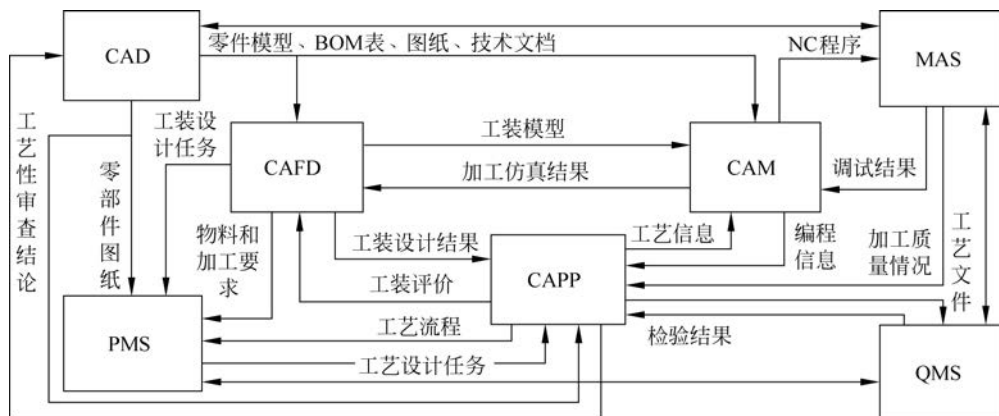 CAD
零件模型、BOM表、图纸、技术文档
NC程序
MAS
工艺性审查结论
工装设
计任务
零部件图纸
CAFD
工装模型
加工仿真结果
CAM
调试结果
物料和
加工要
求
工装设计结果
工装评价
工艺信息
编程
信息
加工质
量情况
工艺文件
CAPP
PMS
工艺流程
工艺设计任务
检验结果
QMS